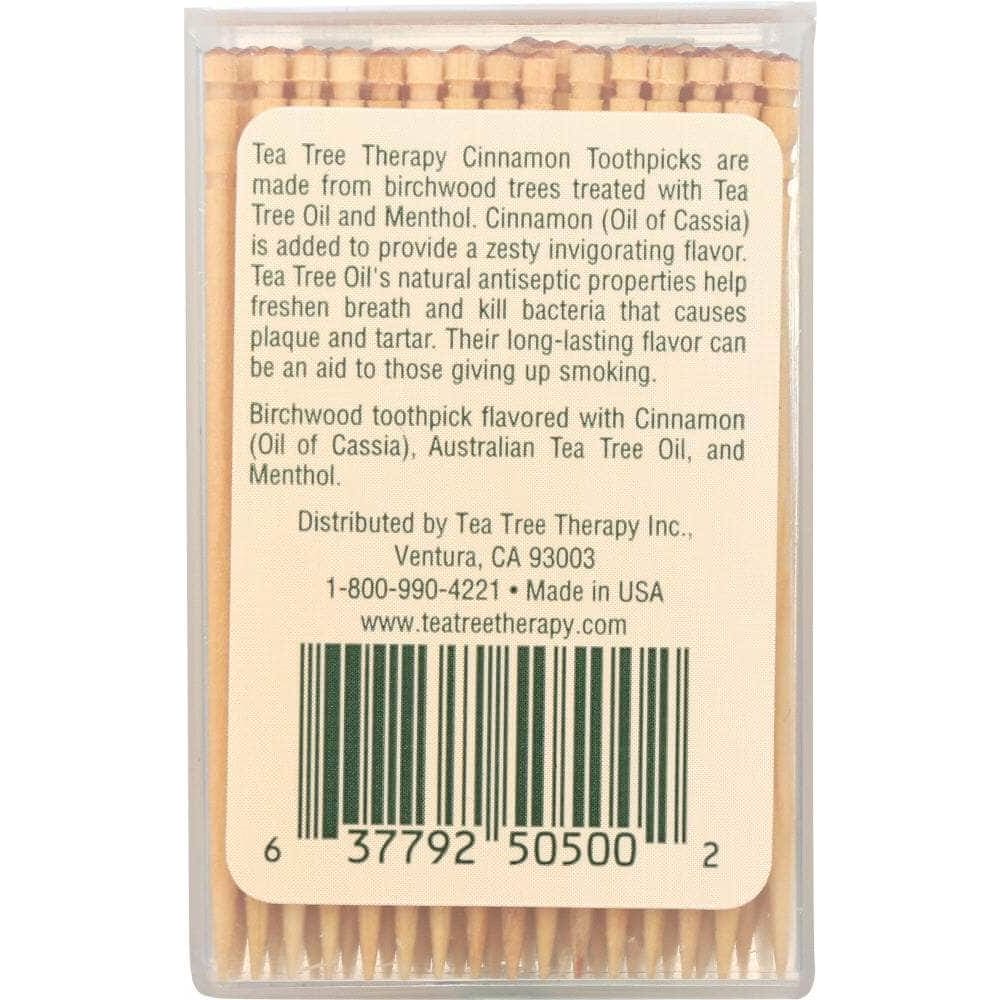 Tea Tree Therapy Cinnamon Toothpicks are
made from birchwood trees treated with Tea
Tree Oil and Menthol. Cinnamon (Oil of Cassia)
is added to provide a zesty invigorating flavor.
Tea Tree Oil's natural antiseptic properties help
freshen breath and kill bacteria that causes
plaque and tartar. Their long-lasting flavor can
be an aid to those giving up smoking.
Birchwood toothpick flavored with Cinnamon
(Oil of Cassia), Australian Tea Tree Oil, and
Menthol.
Distributed by Tea Tree Therapy Inc.,
Ventura, CA 93003
1-800-990-4221 • Made in USA
www.teatreetherapy.com
6 37792 50500 2